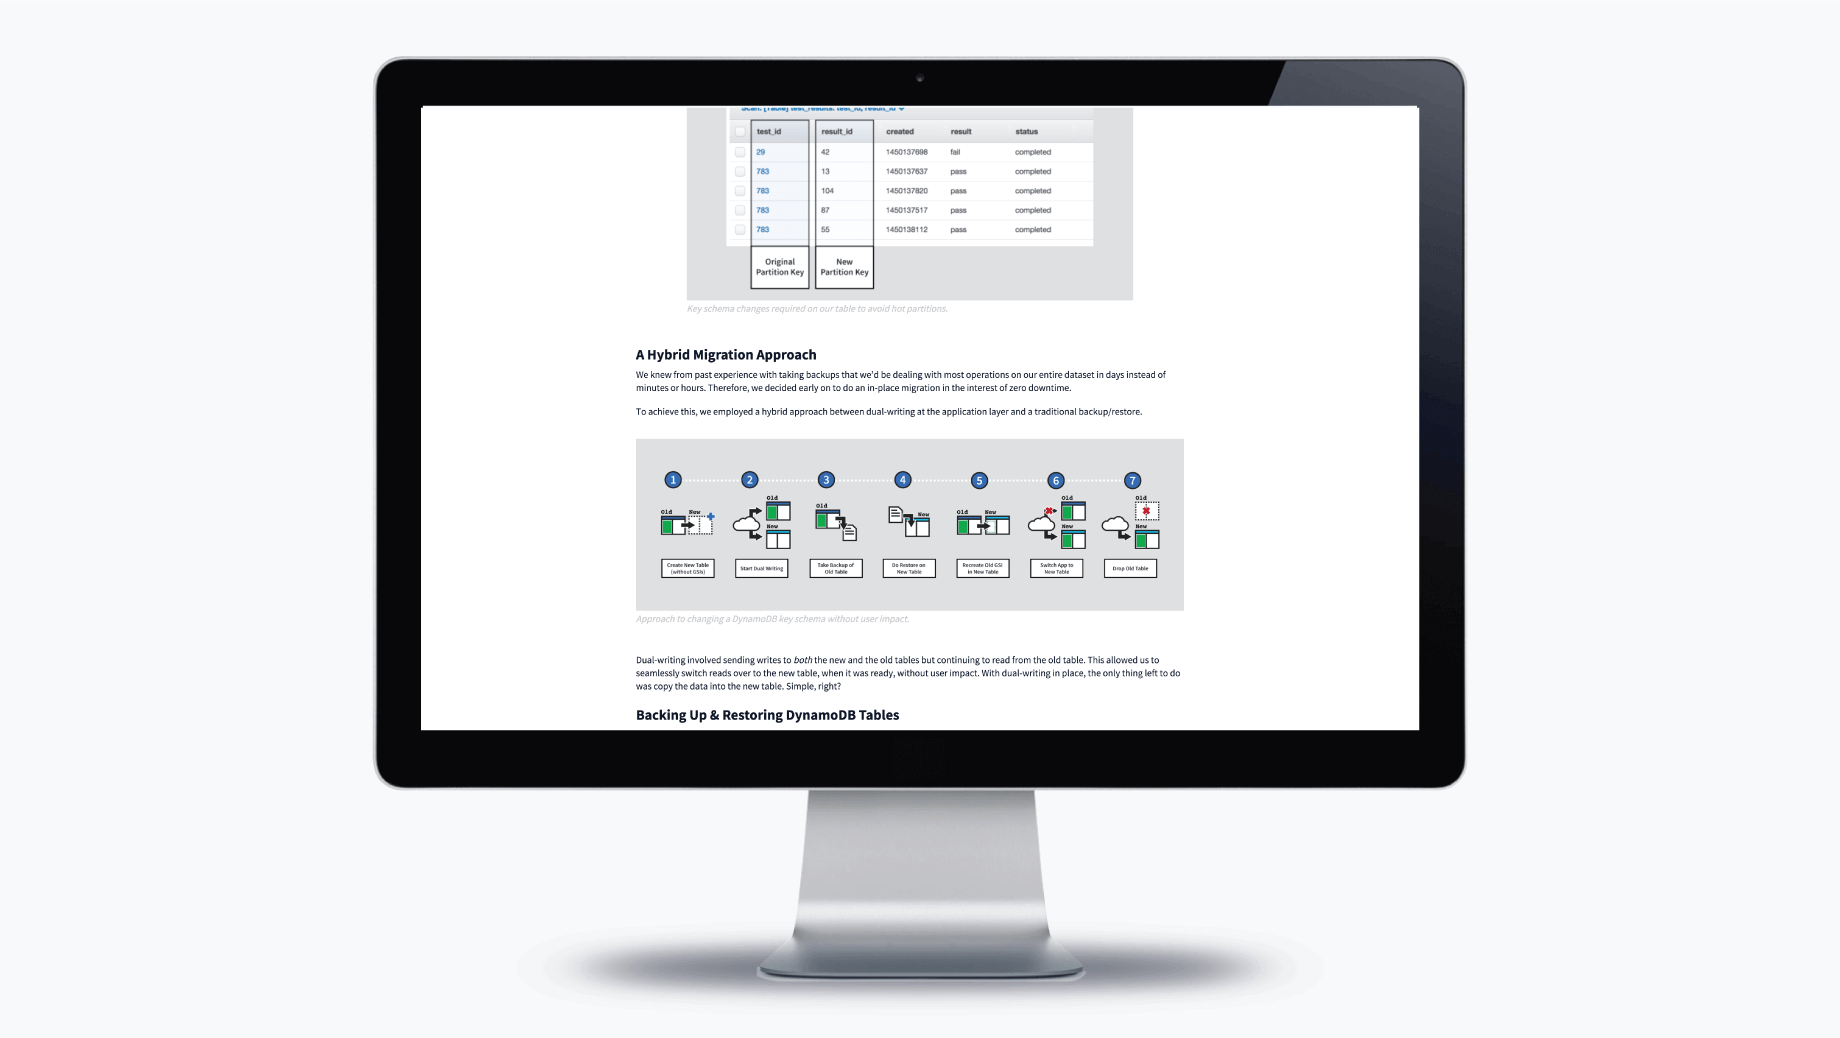 Scan: [Table] test_results: test_id, result_id
test_id result_id created result status
29 42 1450137698 fail completed
783 13 1450137637 pass completed
783 104 1450137820 pass completed
783 87 1450137517 pass completed
783 55 1450138112 pass completed
Original
Partition Key
New
Partition Key
Key schema changes required on our table to avoid hot partitions.
A Hybrid Migration Approach
We knew from past experience with taking backups that we'd be dealing with most operations on our entire dataset in days instead of
minutes or hours. Therefore, we decided early on to do an in-place migration in the interest of zero downtime.
To achieve this, we employed a hybrid approach between dual-writing at the application layer and a traditional backup/restore.
1 2 3 4 5 6 7
Old New
Old
New
Old
New
Old New
Old
New
Old
New
Create New Table
(without GSIs)
Start Dual Writing
Take Backup of
Old Table
Do Restore on
New Table
Recreate Old GSI
in New Table
Switch App to
New Table
Drop Old Table
Approach to changing a DynamoDB key schema without user impact.
Dual-writing involved sending writes to both the new and the old tables but continuing to read from the old table. This allowed us to
seamlessly switch reads over to the new table, when it was ready, without user impact. With dual-writing in place, the only thing left to do
was copy the data into the new table. Simple, right?
Backing Up & Restoring DynamoDB Tables